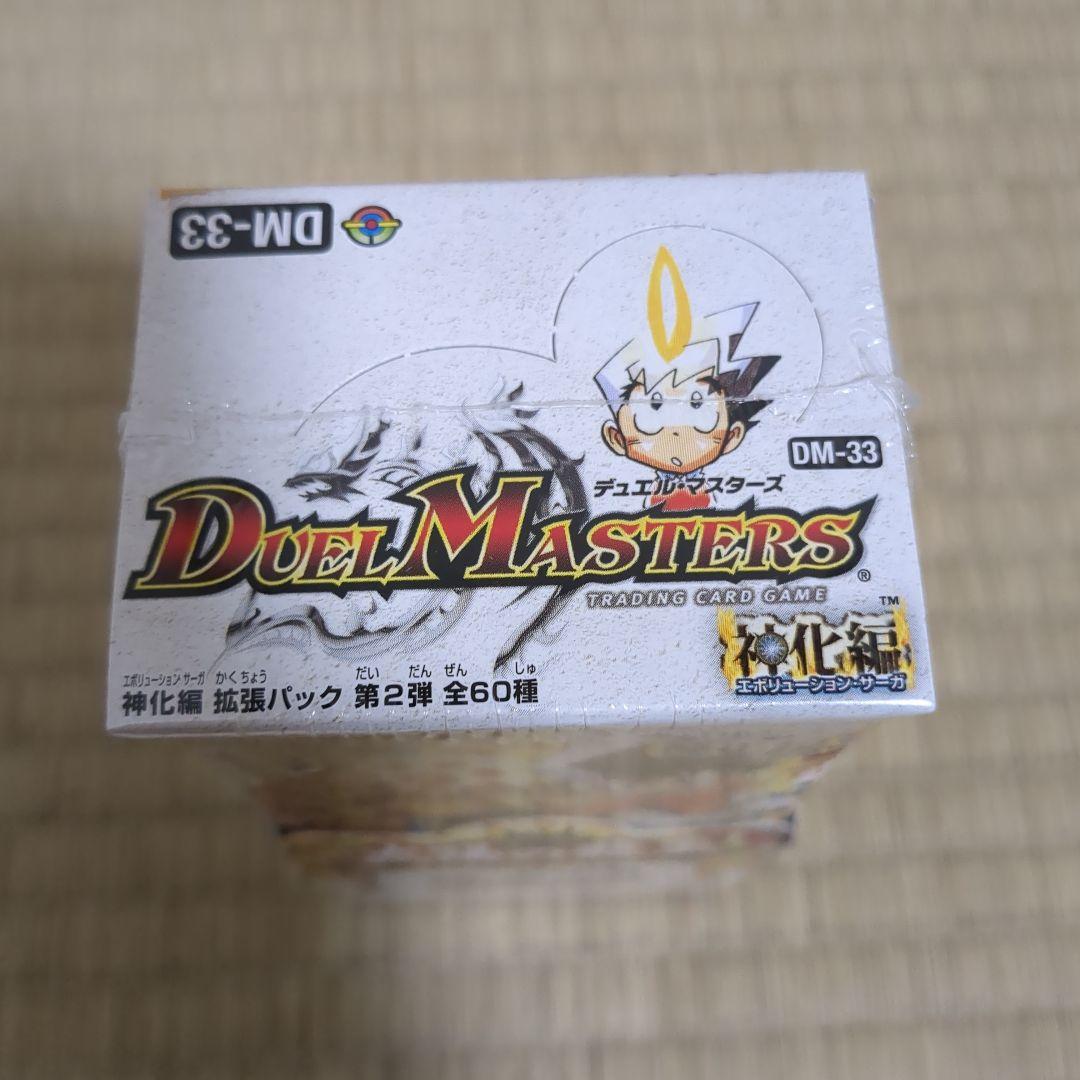 DM-33
DM-33
デュエル・マスターズ
DUEL MASTERS®
TRADING CARD GAME
神化編™
エボリューション・サーガ
エボリューション サーガ かくちょう だい だん ぜん しゅ
神化編 拡張パック 第2弾 全60種